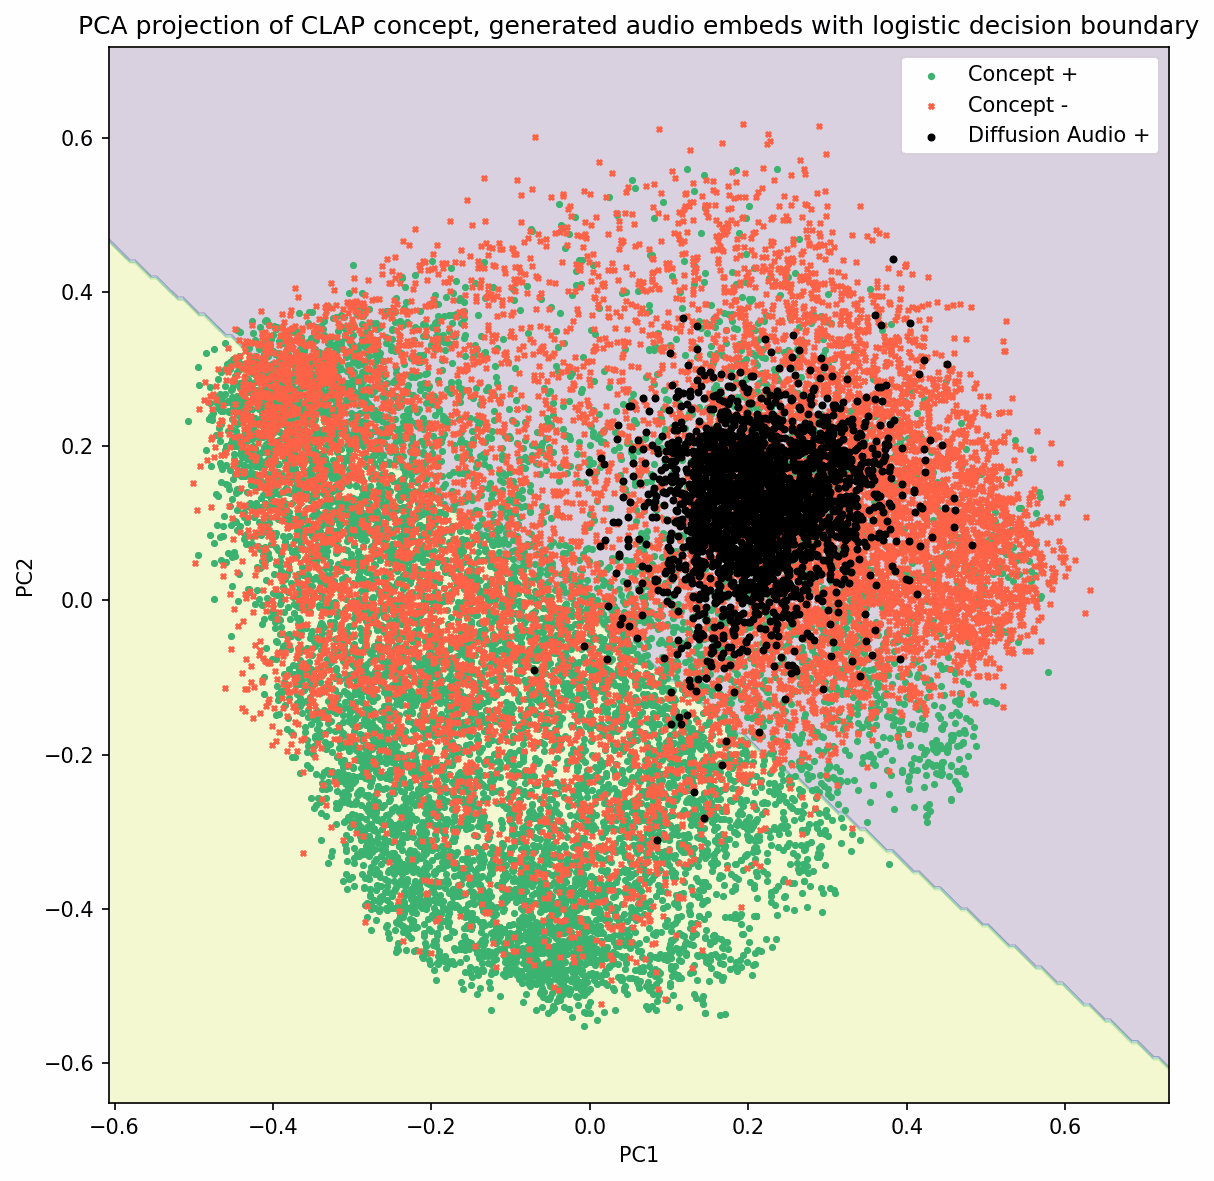 PCA projection of CLAP concept, generated audio embeds with logistic decision boundary
Concept +
Concept -
Diffusion Audio +
0.6
0.4
0.2
0.0
−0.2
−0.4
−0.6
PC2
−0.6
−0.4
−0.2
0.0
0.2
0.4
0.6
PC1